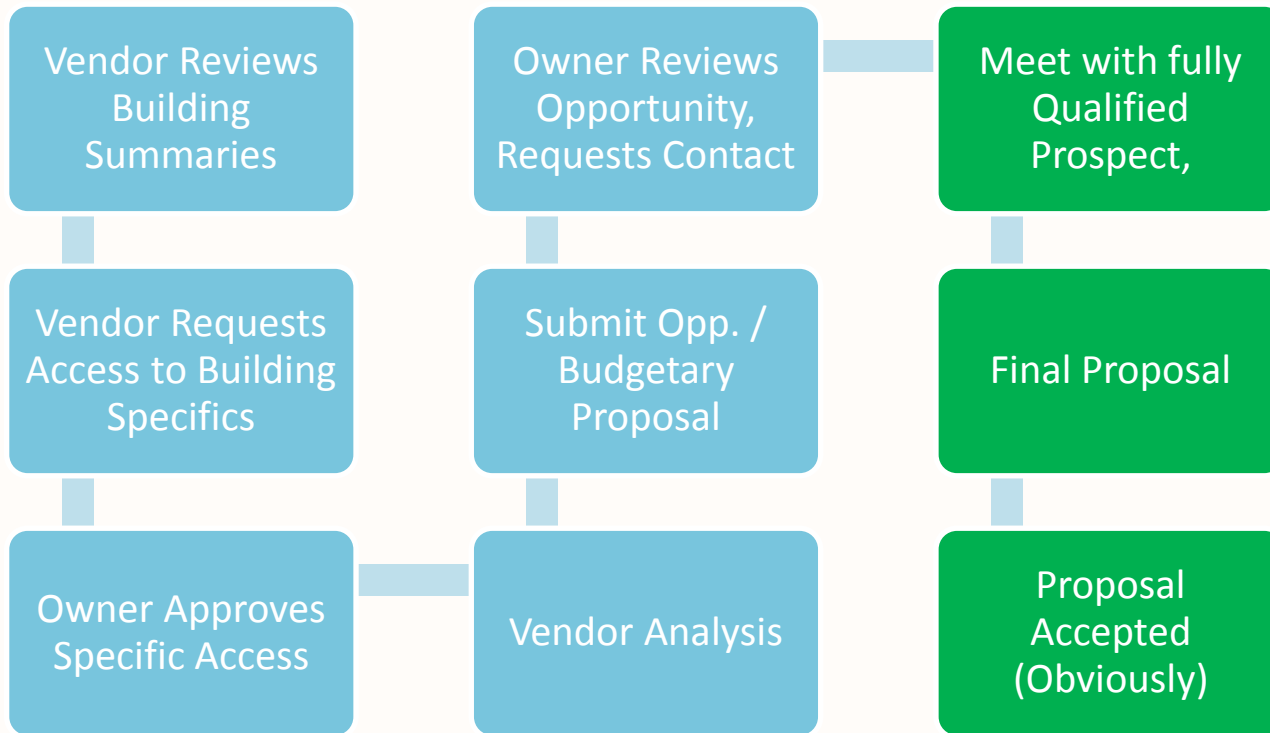 Vendor Reviews
Building
Summaries
Vendor Requests
Access to Building
Specifics
Owner Approves
Specific Access
Vendor Analysis
Submit Opp. /
Budgetary
Proposal
Owner Reviews
Opportunity,
Requests Contact
Meet with fully
Qualified
Prospect,
Final Proposal
Proposal
Accepted
(Obviously)